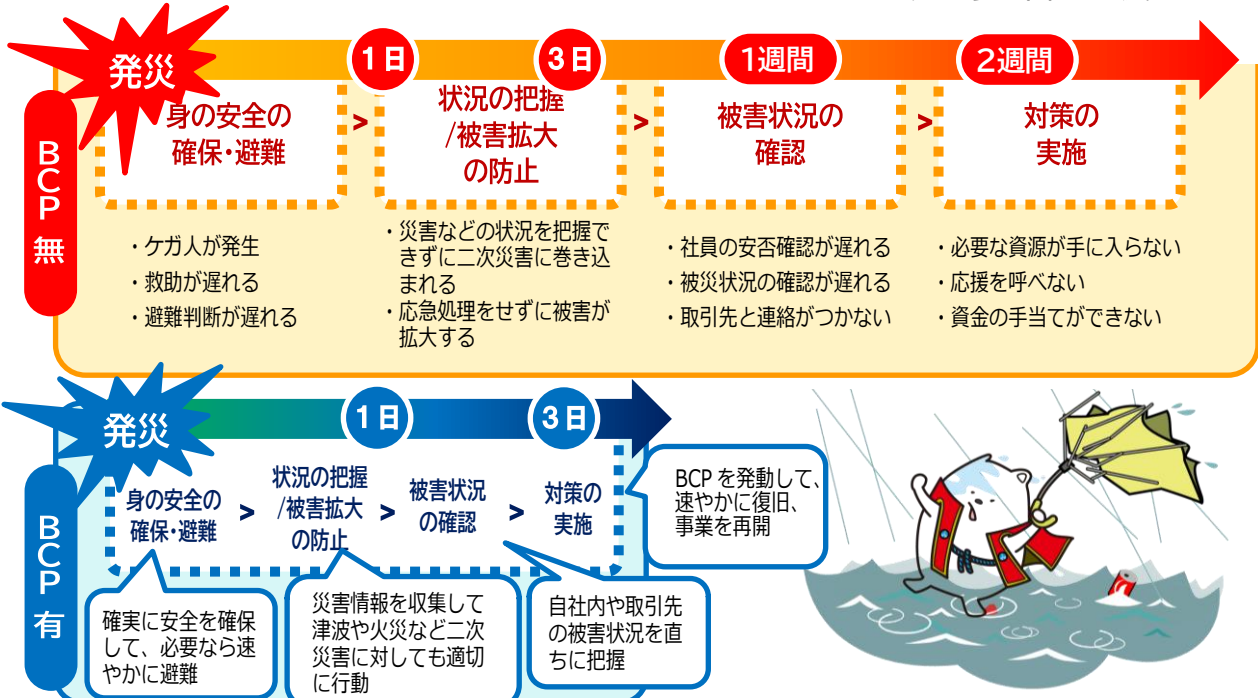 発災
1日
3日
1週間
2週間
BCP無
身の安全の
確保・避難
>
状況の把握
/被害拡大
の防止
>
被害状況の
確認
>
対策の
実施
・ケガ人が発生
・救助が遅れる
・避難判断が遅れる
・災害などの状況を把握で
きずに二次災害に巻き込
まれる
・応急処理をせずに被害が
拡大する
・社員の安否確認が遅れる
・被災状況の確認が遅れる
・取引先と連絡がつかない
・必要な資源が手に入らない
・応援を呼べない
・資金の手当てができない
発災
1日
3日
BCP有
身の安全の
確保・避難
>
状況の把握
/被害拡大
の防止
>
被害状況
の確認
>
対策の
実施
確実に安全を確保
して、必要なら速
やかに避難
災害情報を収集して
津波や火災など二次
災害に対しても適切
に行動
自社内や取引先
の被害状況を直
ちに把握
BCPを発動して、
速やかに復旧、
事業を再開